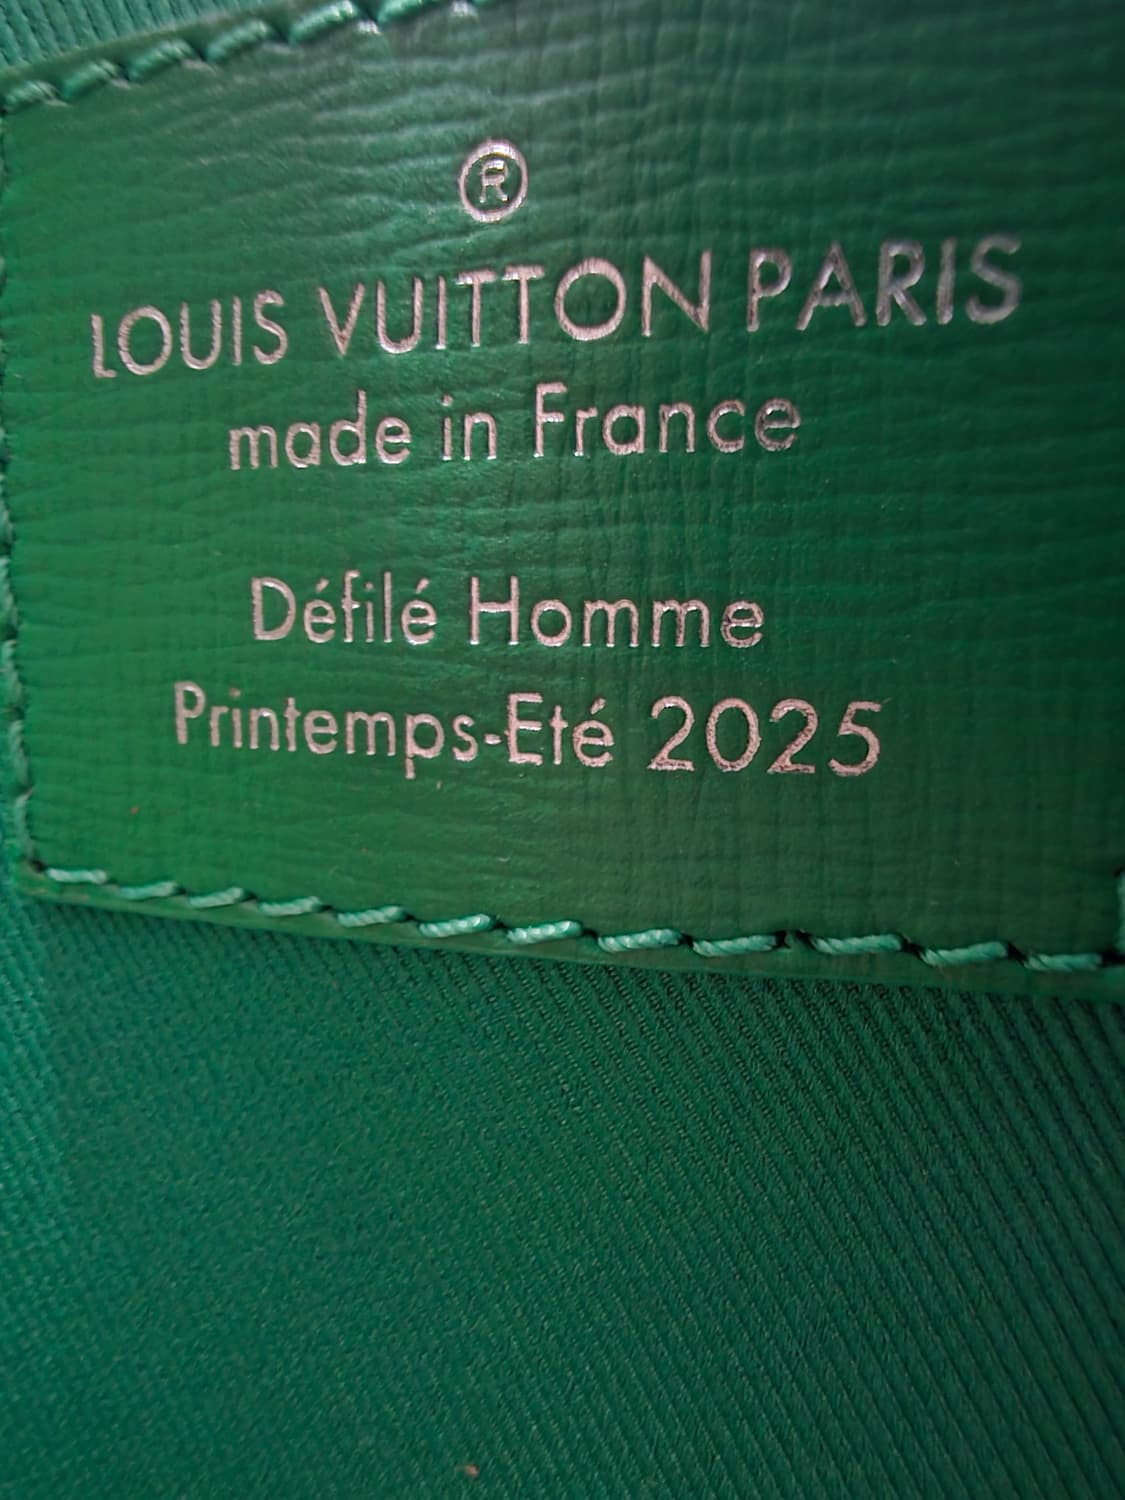 ®
LOUIS VUITTON PARIS
made in France
Défilé Homme
Printemps-Eté 2025